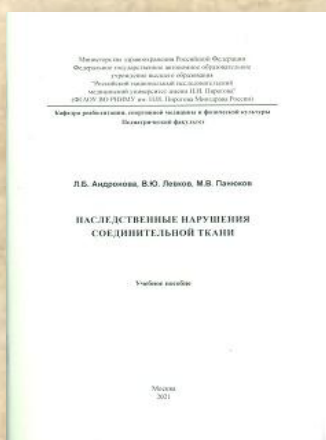 Министерство здравоохранения Российской Федерации
Федеральное государственное автономное образовательное
учреждение высшего образования
"Российский национальный исследовательский
медицинский университет имени Н.И. Пирогова"
(ФГАОУ ВО РНИМУ им. Н.И. Пирогова Минздрава России)
Кафедра реабилитации, спортивной медицины и физической культуры
Педиатрический факультет
Л.Б. Андронова, В.Ю. Левков, М.В. Панюков
НАСЛЕДСТВЕННЫЕ НАРУШЕНИЯ
СОЕДИНИТЕЛЬНОЙ ТКАНИ
Учебное пособие
Москва
2021